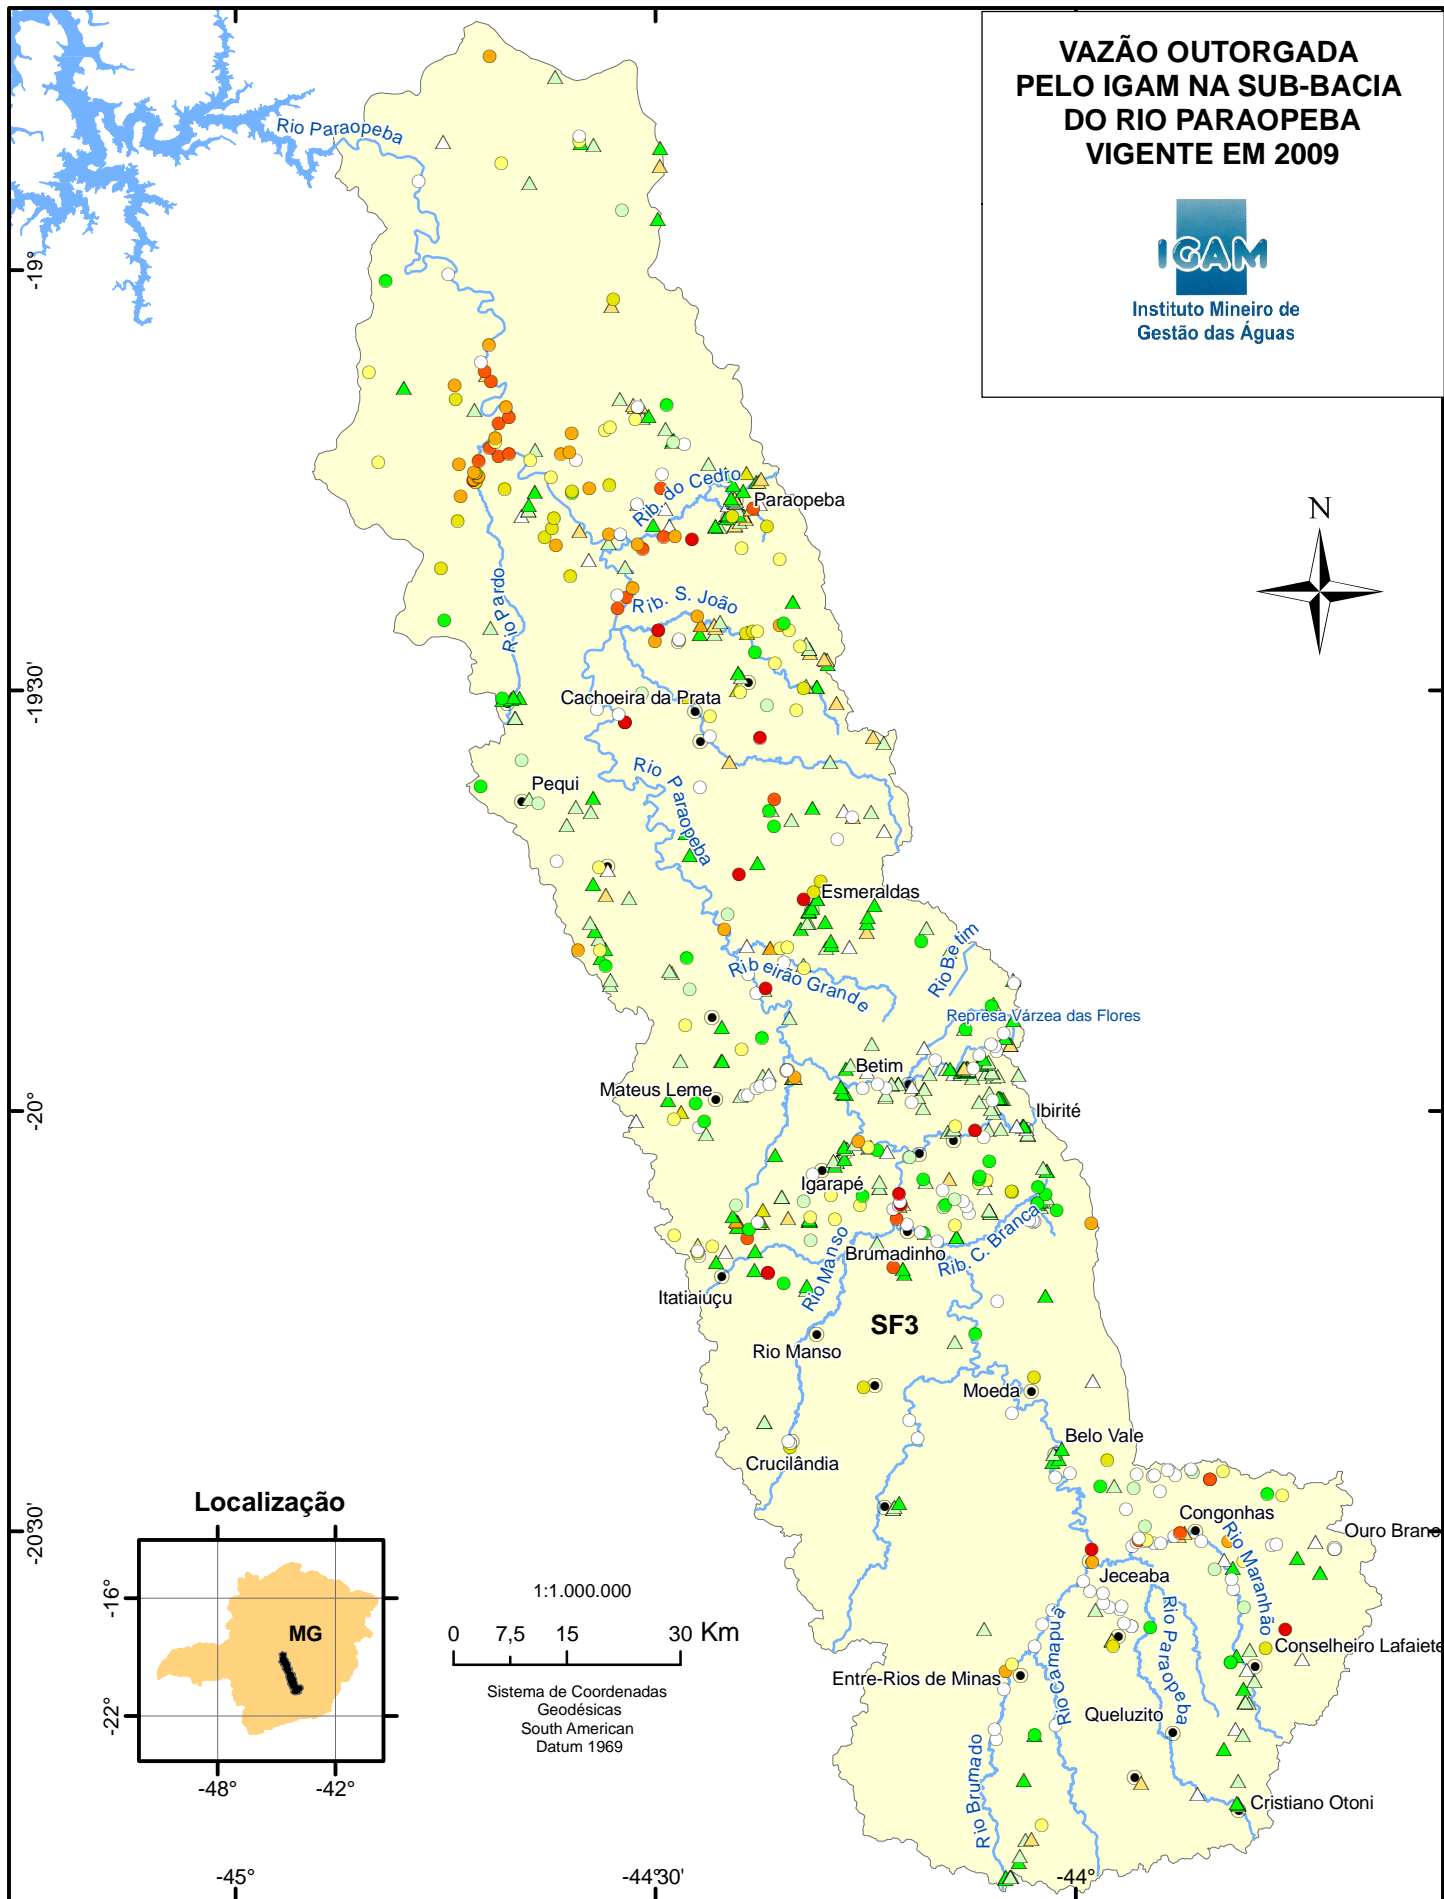 VAZÃO OUTORGADA
PELO IGAM NA SUB-BACIA
DO RIO PARAOPEBA
VIGENTE EM 2009
IGAM
Instituto Mineiro de
Gestão das Águas
Rio Paraopeba
-19°
N
Rib. do Cedro
Paraopeba
Rio Pardo
Rib. S. João
-19°30'
Cachoeira da Prata
Rio Paraopeba
Pequi
Esmeraldas
Rio Betim
Ribeirão Grande
Represa Várzea das Flores
Betim
Mateus Leme
-20°
Ibirité
Igarapé
Rio Manso
Brumadinho
Rib. C. Branca
Itatiaiuçu
SF3
Rio Manso
Moeda
Belo Vale
Crucilândia
Localização
Congonhas
Ouro Branc
-20°30'
Rio Maranhão
Jeceaba
1:1.000.000
-16°
MG
0 7,5 15 30 Km
Rio Camapuã
Rio Paraopeba
Conselheiro Lafaiete
Entre-Rios de Minas
Sistema de Coordenadas
Geodésicas
South American
Datum 1969
-22°
Queluzito
-48° -42°
Rio Brumado
Cristiano Otoni
-45° -44°30' -44°